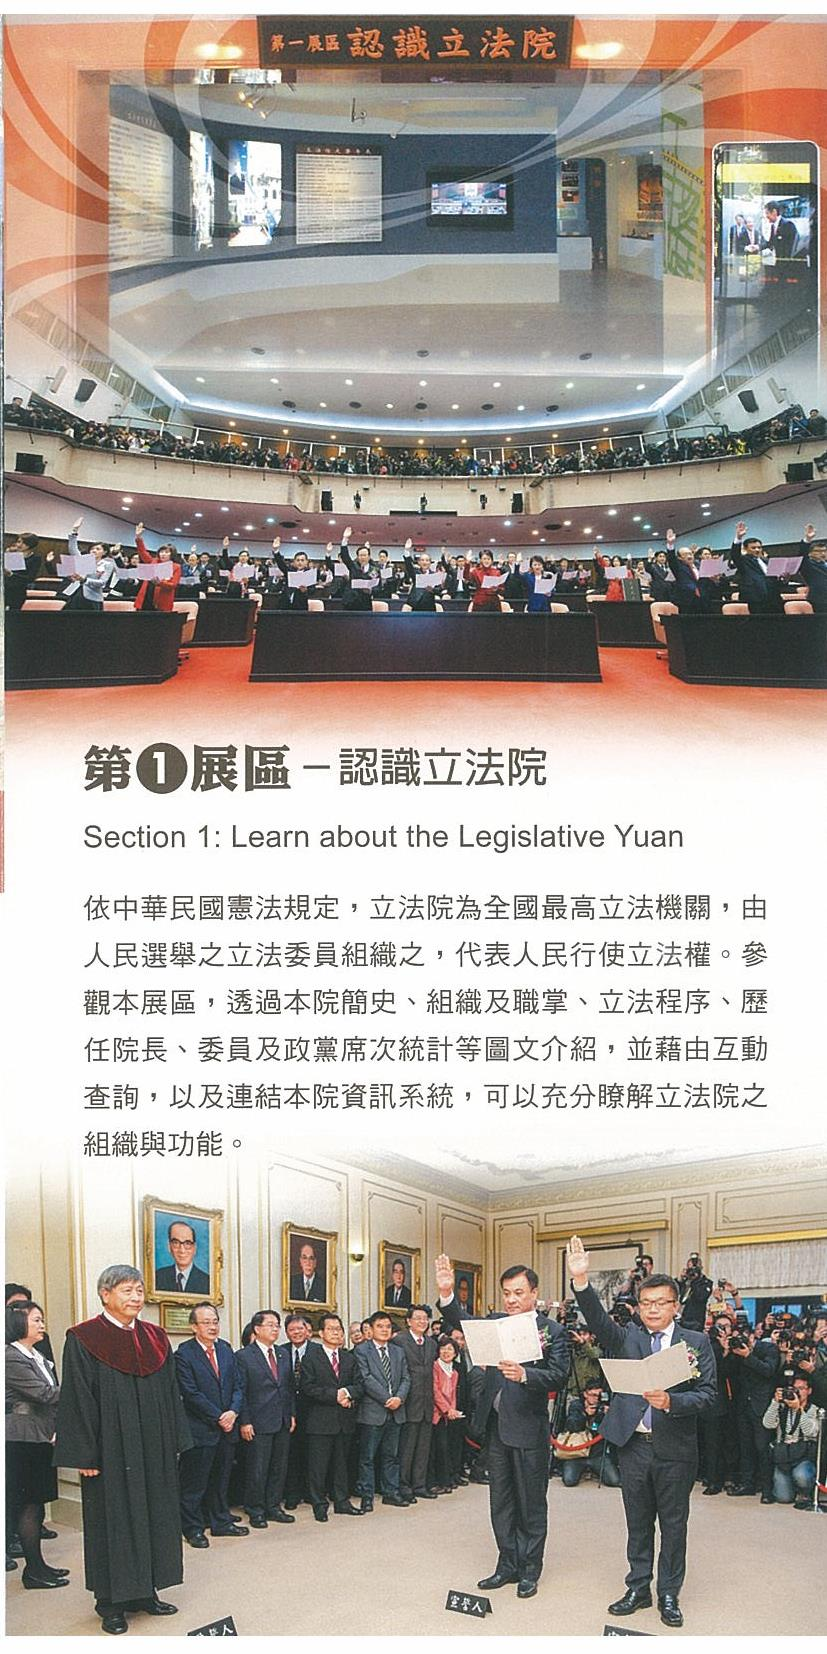 第一展區 認識立法院
第1展區－認識立法院
Section 1: Learn about the Legislative Yuan
依中華民國憲法規定，立法院為全國最高立法機關，由
人民選舉之立法委員組織之，代表人民行使立法權。參
觀本展區，透過本院簡史、組織及職掌、立法程序、歷
任院長、委員及政黨席次統計等圖文介紹，並藉由互動
查詢，以及連結本院資訊系統，可以充分瞭解立法院之
組織與功能。
宣誓人